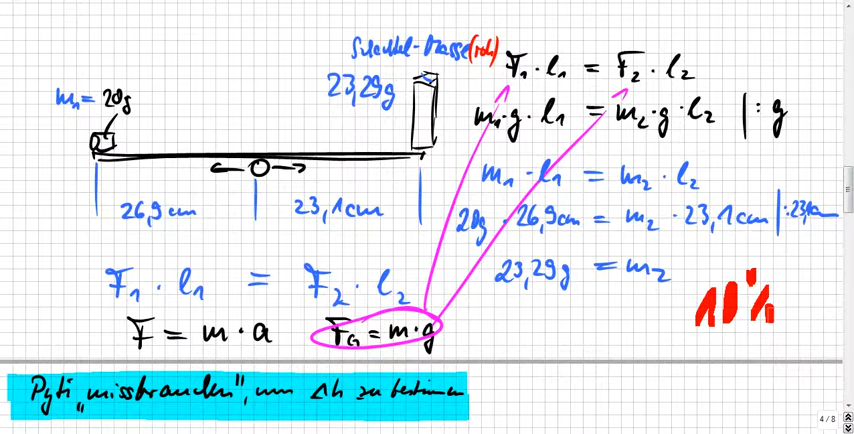 Schachtel-Masse (roh)
23,29g
m₁ = 20g
26,9 cm
23,1 cm
F₁ · l₁ = F₂ · l₂
F = m · a
F_G = m · g
F₁ · l₁ = F₂ · l₂
m₁ · g · l₁ = m₂ · g · l₂ | : g
m₁ · l₁ = m₂ · l₂
20g · 26,9cm = m₂ · 23,1cm | : 23,1cm
23,29g = m₂
10%
Pyti „missbrauchen", um Δh zu bestimmen
4 / 8